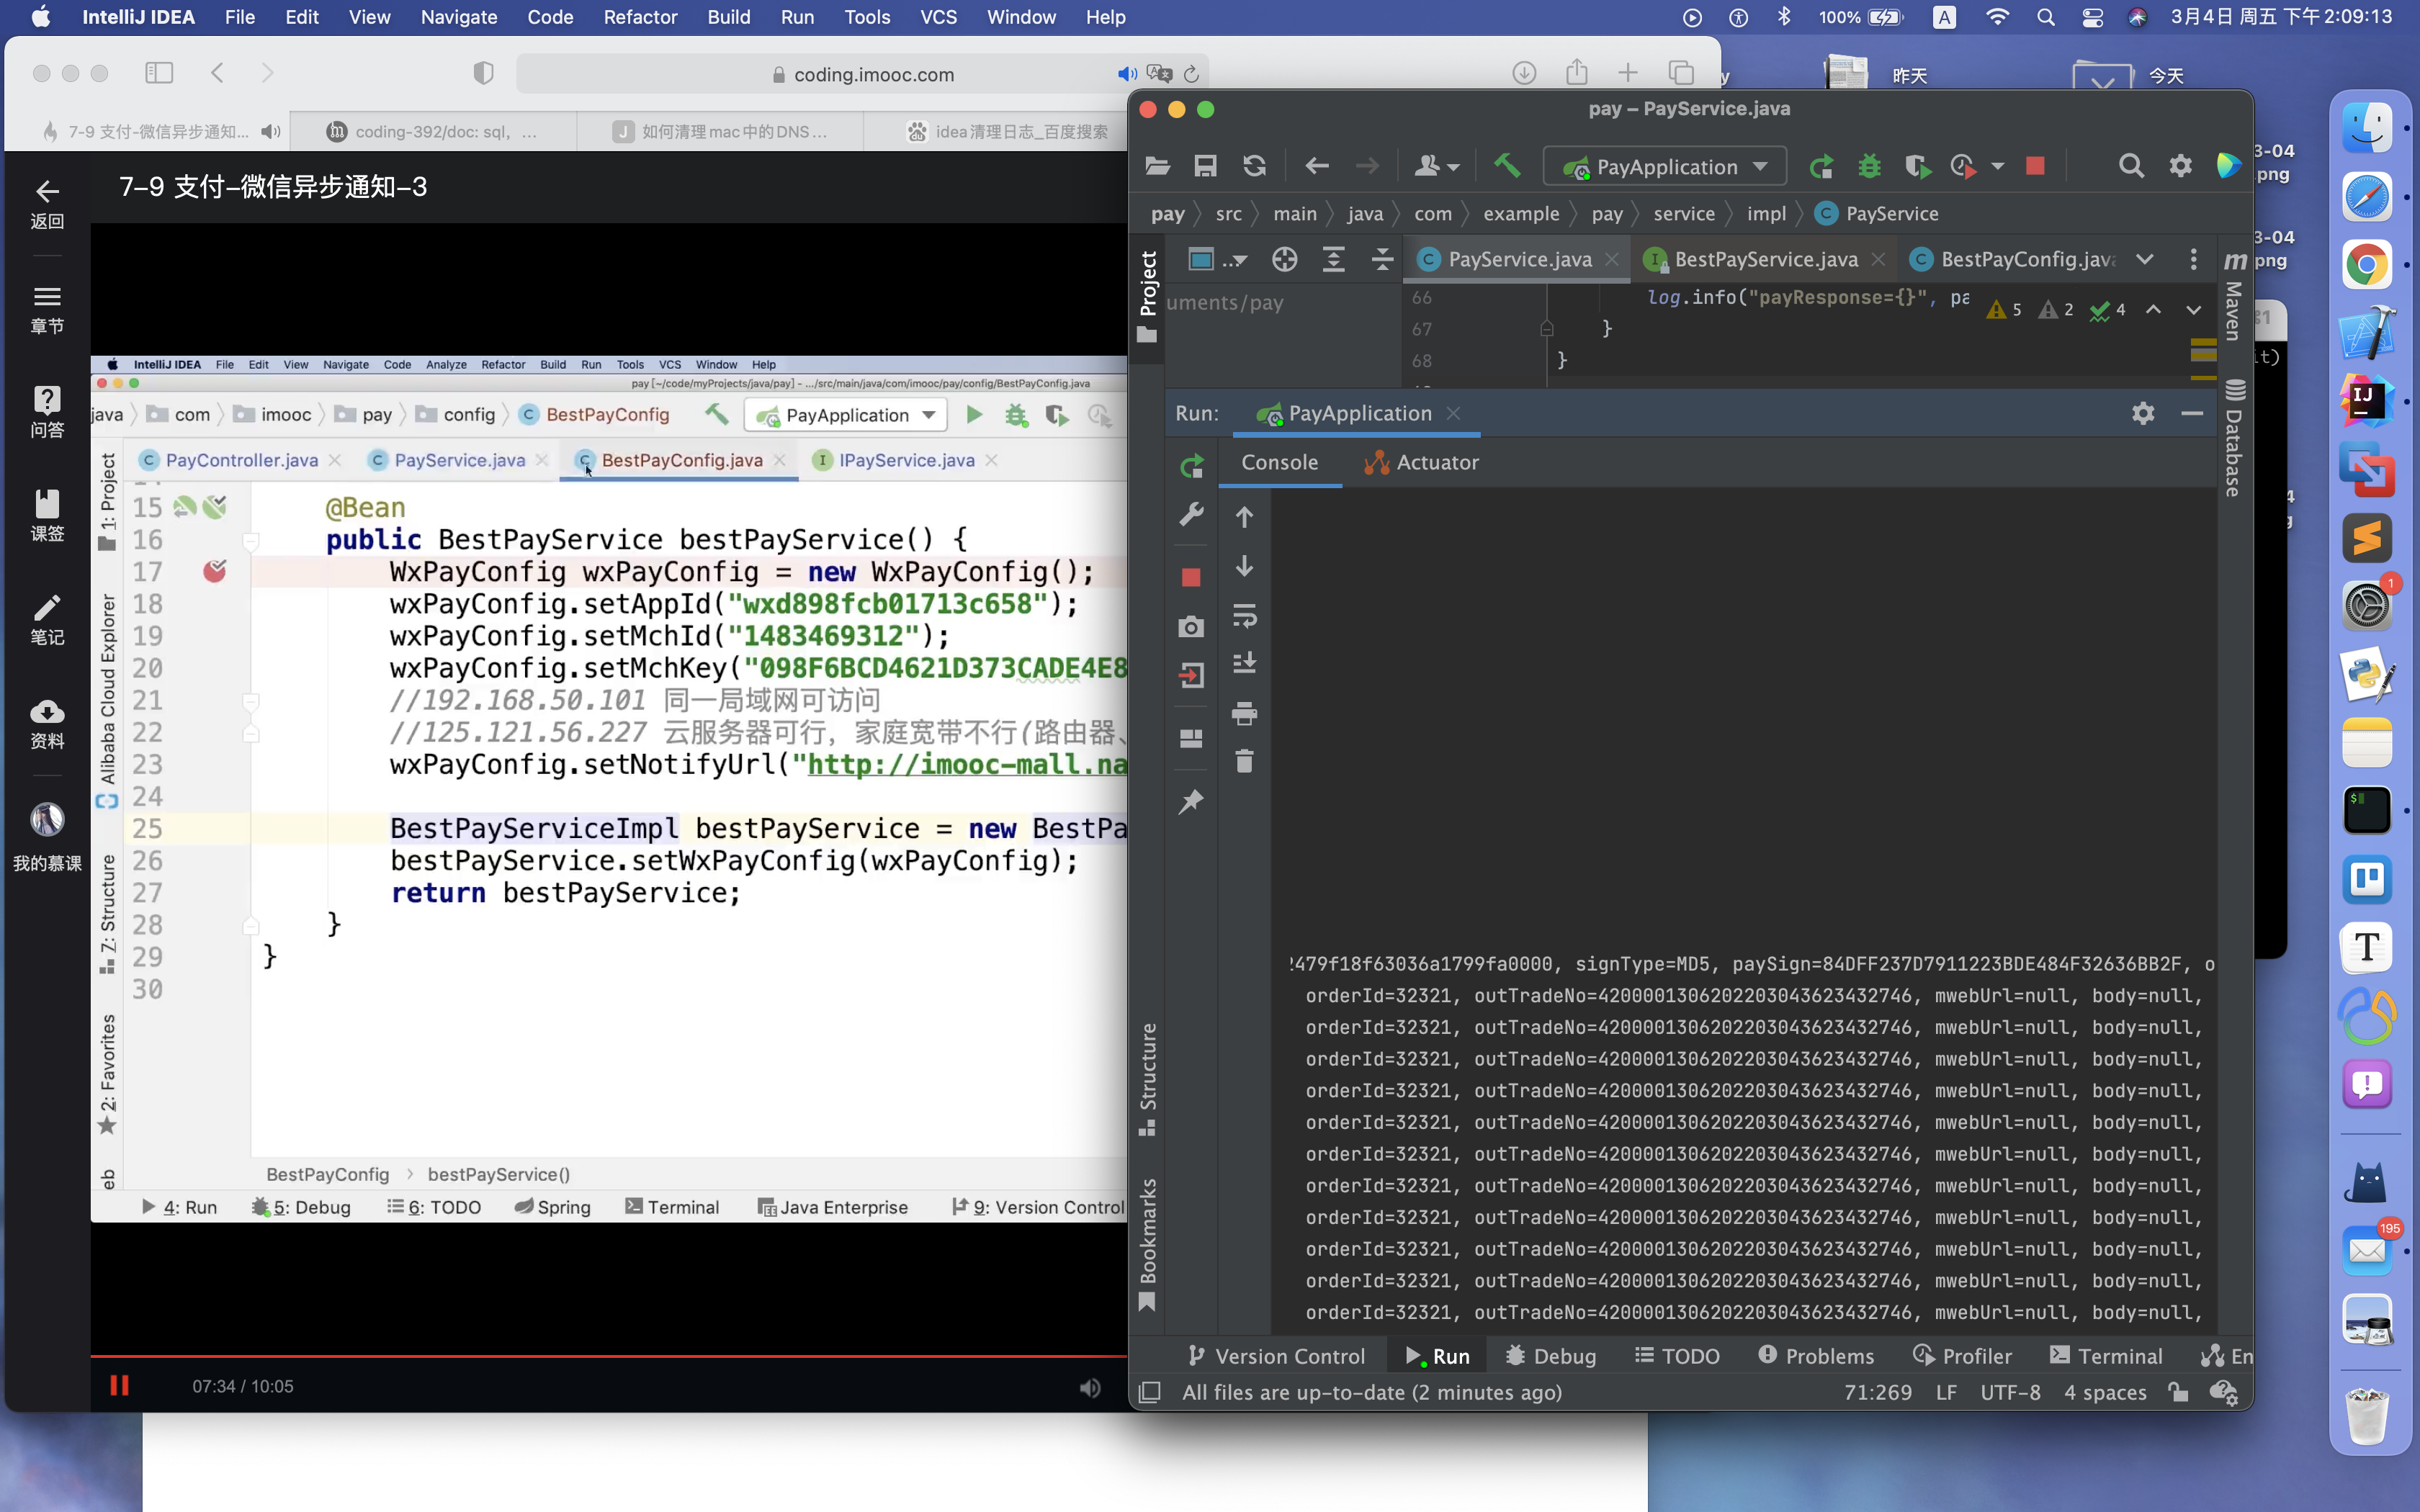 IntelliJ IDEA File Edit View Navigate Code Refactor Build Run Tools VCS Window Help
100% A 3月4日 周五 下午 2:09:13
coding.imooc.com
7-9 支付-微信异步通知...
coding-392/doc: sql, ...
如何清理mac中的DNS...
idea清理日志_百度搜索
昨天
今天
3-04
png
3-04
png
返回
章节
问答
课签
笔记
资料
我的慕课
7-9 支付-微信异步通知-3
IntelliJ IDEA File Edit View Navigate Code Analyze Refactor Build Run Tools VCS Window Help
pay [~/code/myProjects/java/pay] - .../src/main/java/com/imooc/pay/config/BestPayConfig.java
java com imooc pay config BestPayConfig PayApplication
PayController.java PayService.java BestPayConfig.java IPayService.java
1: Project
Alibaba Cloud Explorer
7: Structure
2: Favorites
eb
15 @Bean
16 public BestPayService bestPayService() {
17 WxPayConfig wxPayConfig = new WxPayConfig();
18 wxPayConfig.setAppId("wxd898fcb01713c658");
19 wxPayConfig.setMchId("1483469312");
20 wxPayConfig.setMchKey("098F6BCD4621D373CADE4E8
21 //192.168.50.101 同一局域网可访问
22 //125.121.56.227 云服务器可行，家庭宽带不行(路由器、
23 wxPayConfig.setNotifyUrl("http://imooc-mall.na
24
25 BestPayServiceImpl bestPayService = new BestPa
26 bestPayService.setWxPayConfig(wxPayConfig);
27 return bestPayService;
28 }
29 }
30
BestPayConfig bestPayService()
4: Run 5: Debug 6: TODO Spring Terminal Java Enterprise 9: Version Control
07:34 / 10:05
pay – PayService.java
PayApplication
pay src main java com example pay service impl PayService
Project
PayService.java BestPayService.java BestPayConfig.jav
Maven
Database
uments/pay
66 log.info("payResponse={}", pa
5 2 4
67 }
68 }
Run: PayApplication
Console Actuator
2479f18f63036a1799fa0000, signType=MD5, paySign=84DFF237D7911223BDE484F32636BB2F, o
orderId=32321, outTradeNo=4200001306202203043623432746, mwebUrl=null, body=null,
orderId=32321, outTradeNo=4200001306202203043623432746, mwebUrl=null, body=null,
orderId=32321, outTradeNo=4200001306202203043623432746, mwebUrl=null, body=null,
orderId=32321, outTradeNo=4200001306202203043623432746, mwebUrl=null, body=null,
orderId=32321, outTradeNo=4200001306202203043623432746, mwebUrl=null, body=null,
orderId=32321, outTradeNo=4200001306202203043623432746, mwebUrl=null, body=null,
orderId=32321, outTradeNo=4200001306202203043623432746, mwebUrl=null, body=null,
orderId=32321, outTradeNo=4200001306202203043623432746, mwebUrl=null, body=null,
orderId=32321, outTradeNo=4200001306202203043623432746, mwebUrl=null, body=null,
orderId=32321, outTradeNo=4200001306202203043623432746, mwebUrl=null, body=null,
orderId=32321, outTradeNo=4200001306202203043623432746, mwebUrl=null, body=null,
Structure
Bookmarks
Version Control Run Debug TODO Problems Profiler Terminal En
All files are up-to-date (2 minutes ago) 71:269 LF UTF-8 4 spaces
1
195